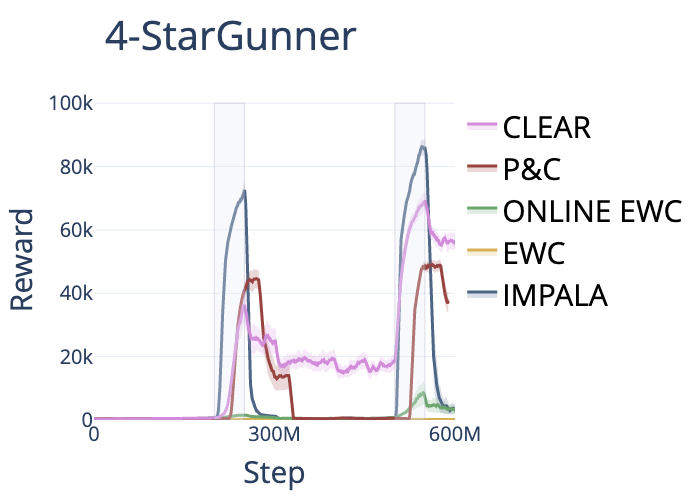 4-StarGunner
100k
80k
60k
40k
20k
0
0
300M
600M
Reward
Step
CLEAR
P&C
ONLINE EWC
EWC
IMPALA